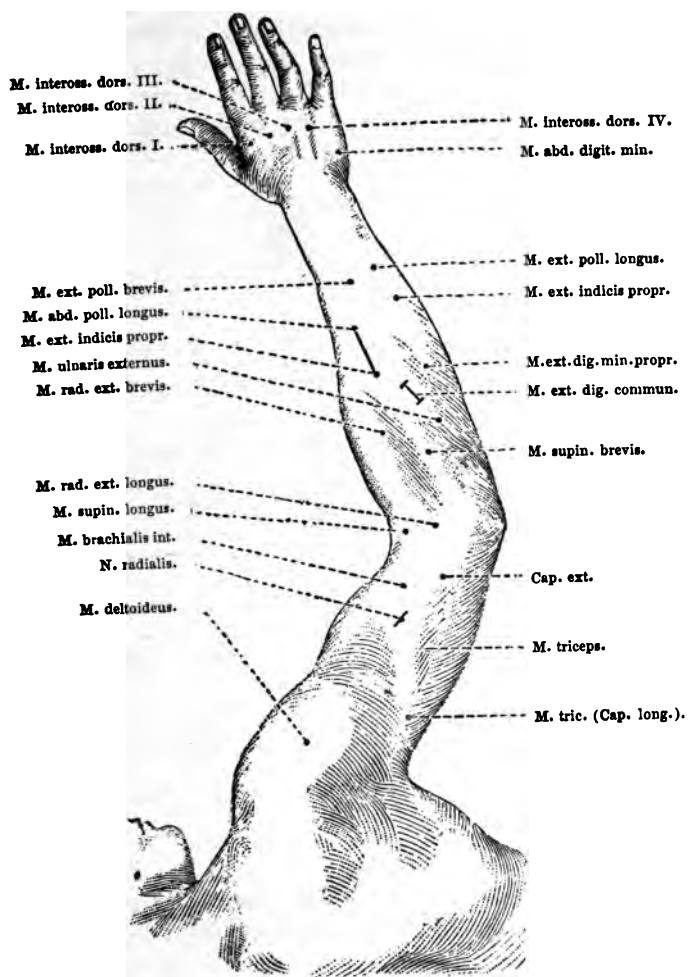 M. inteross. dors. III.
M. inteross. dors. II.
M. inteross. dors. I.
M. ext. poll. brevis.
M. abd. poll. longus.
M. ext. indicis propr.
M. ulnaris externus.
M. rad. ext. brevis.
M. rad. ext. longus.
M. supin. longus.
M. brachialis int.
N. radialis.
M. deltoideus.
M. inteross. dors. IV.
M. abd. digit. min.
M. ext. poll. longus.
M. ext. indicis propr.
M.ext.dig.min.propr.
M. ext. dig. commun.
M. supin. brevis.
Cap. ext.
M. triceps.
M. tric. (Cap. long.).